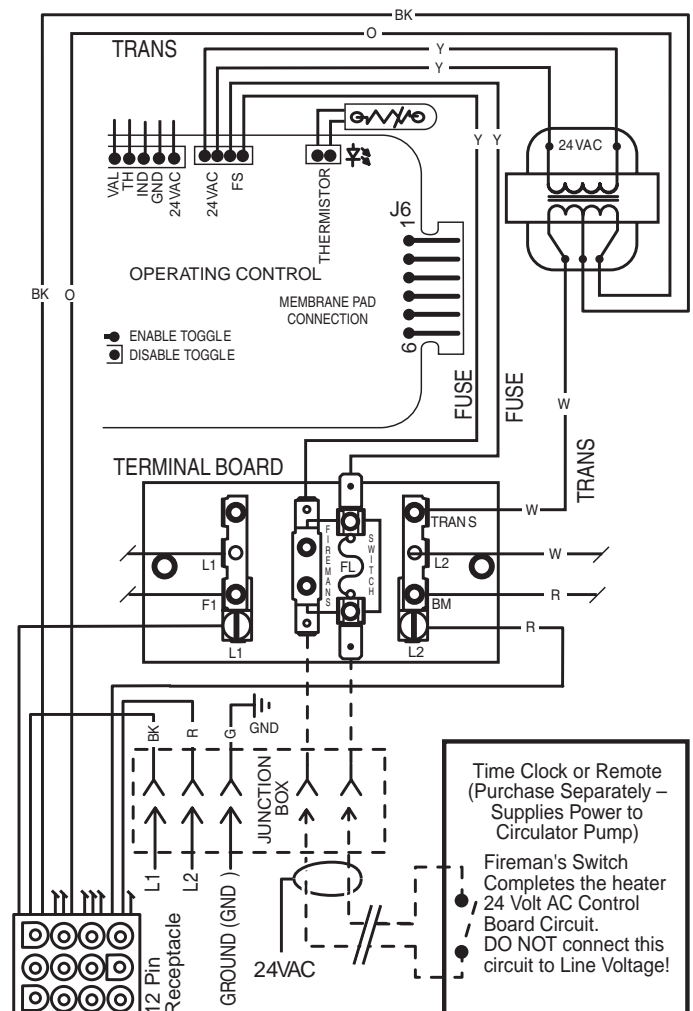 BK
O
TRANS
Y
Y
Y
Y
24VAC
VAL
TH
IND
GND
24VAC
24VAC
FS
THERMISTOR
J6
1
OPERATING CONTROL
MEMBRANE PAD
CONNECTION
BK
O
ENABLE TOGGLE
DISABLE TOGGLE
6
FUSE
FUSE
W
TRANS
TERMINAL BOARD
TRANS
W
FIREMANS
SWITCH
FL
L1
L2
W
F1
BM
R
L1
L2
R
BK
R
G
GND
JUNCTION
BOX
L1
L2
GROUND (GND )
24VAC
12 Pin
Receptacle
Time Clock or Remote
(Purchase Separately –
Supplies Power to
Circulator Pump)
Fireman's Switch
Completes the heater
24 Volt AC Control
Board Circuit.
DO NOT connect this
circuit to Line Voltage!